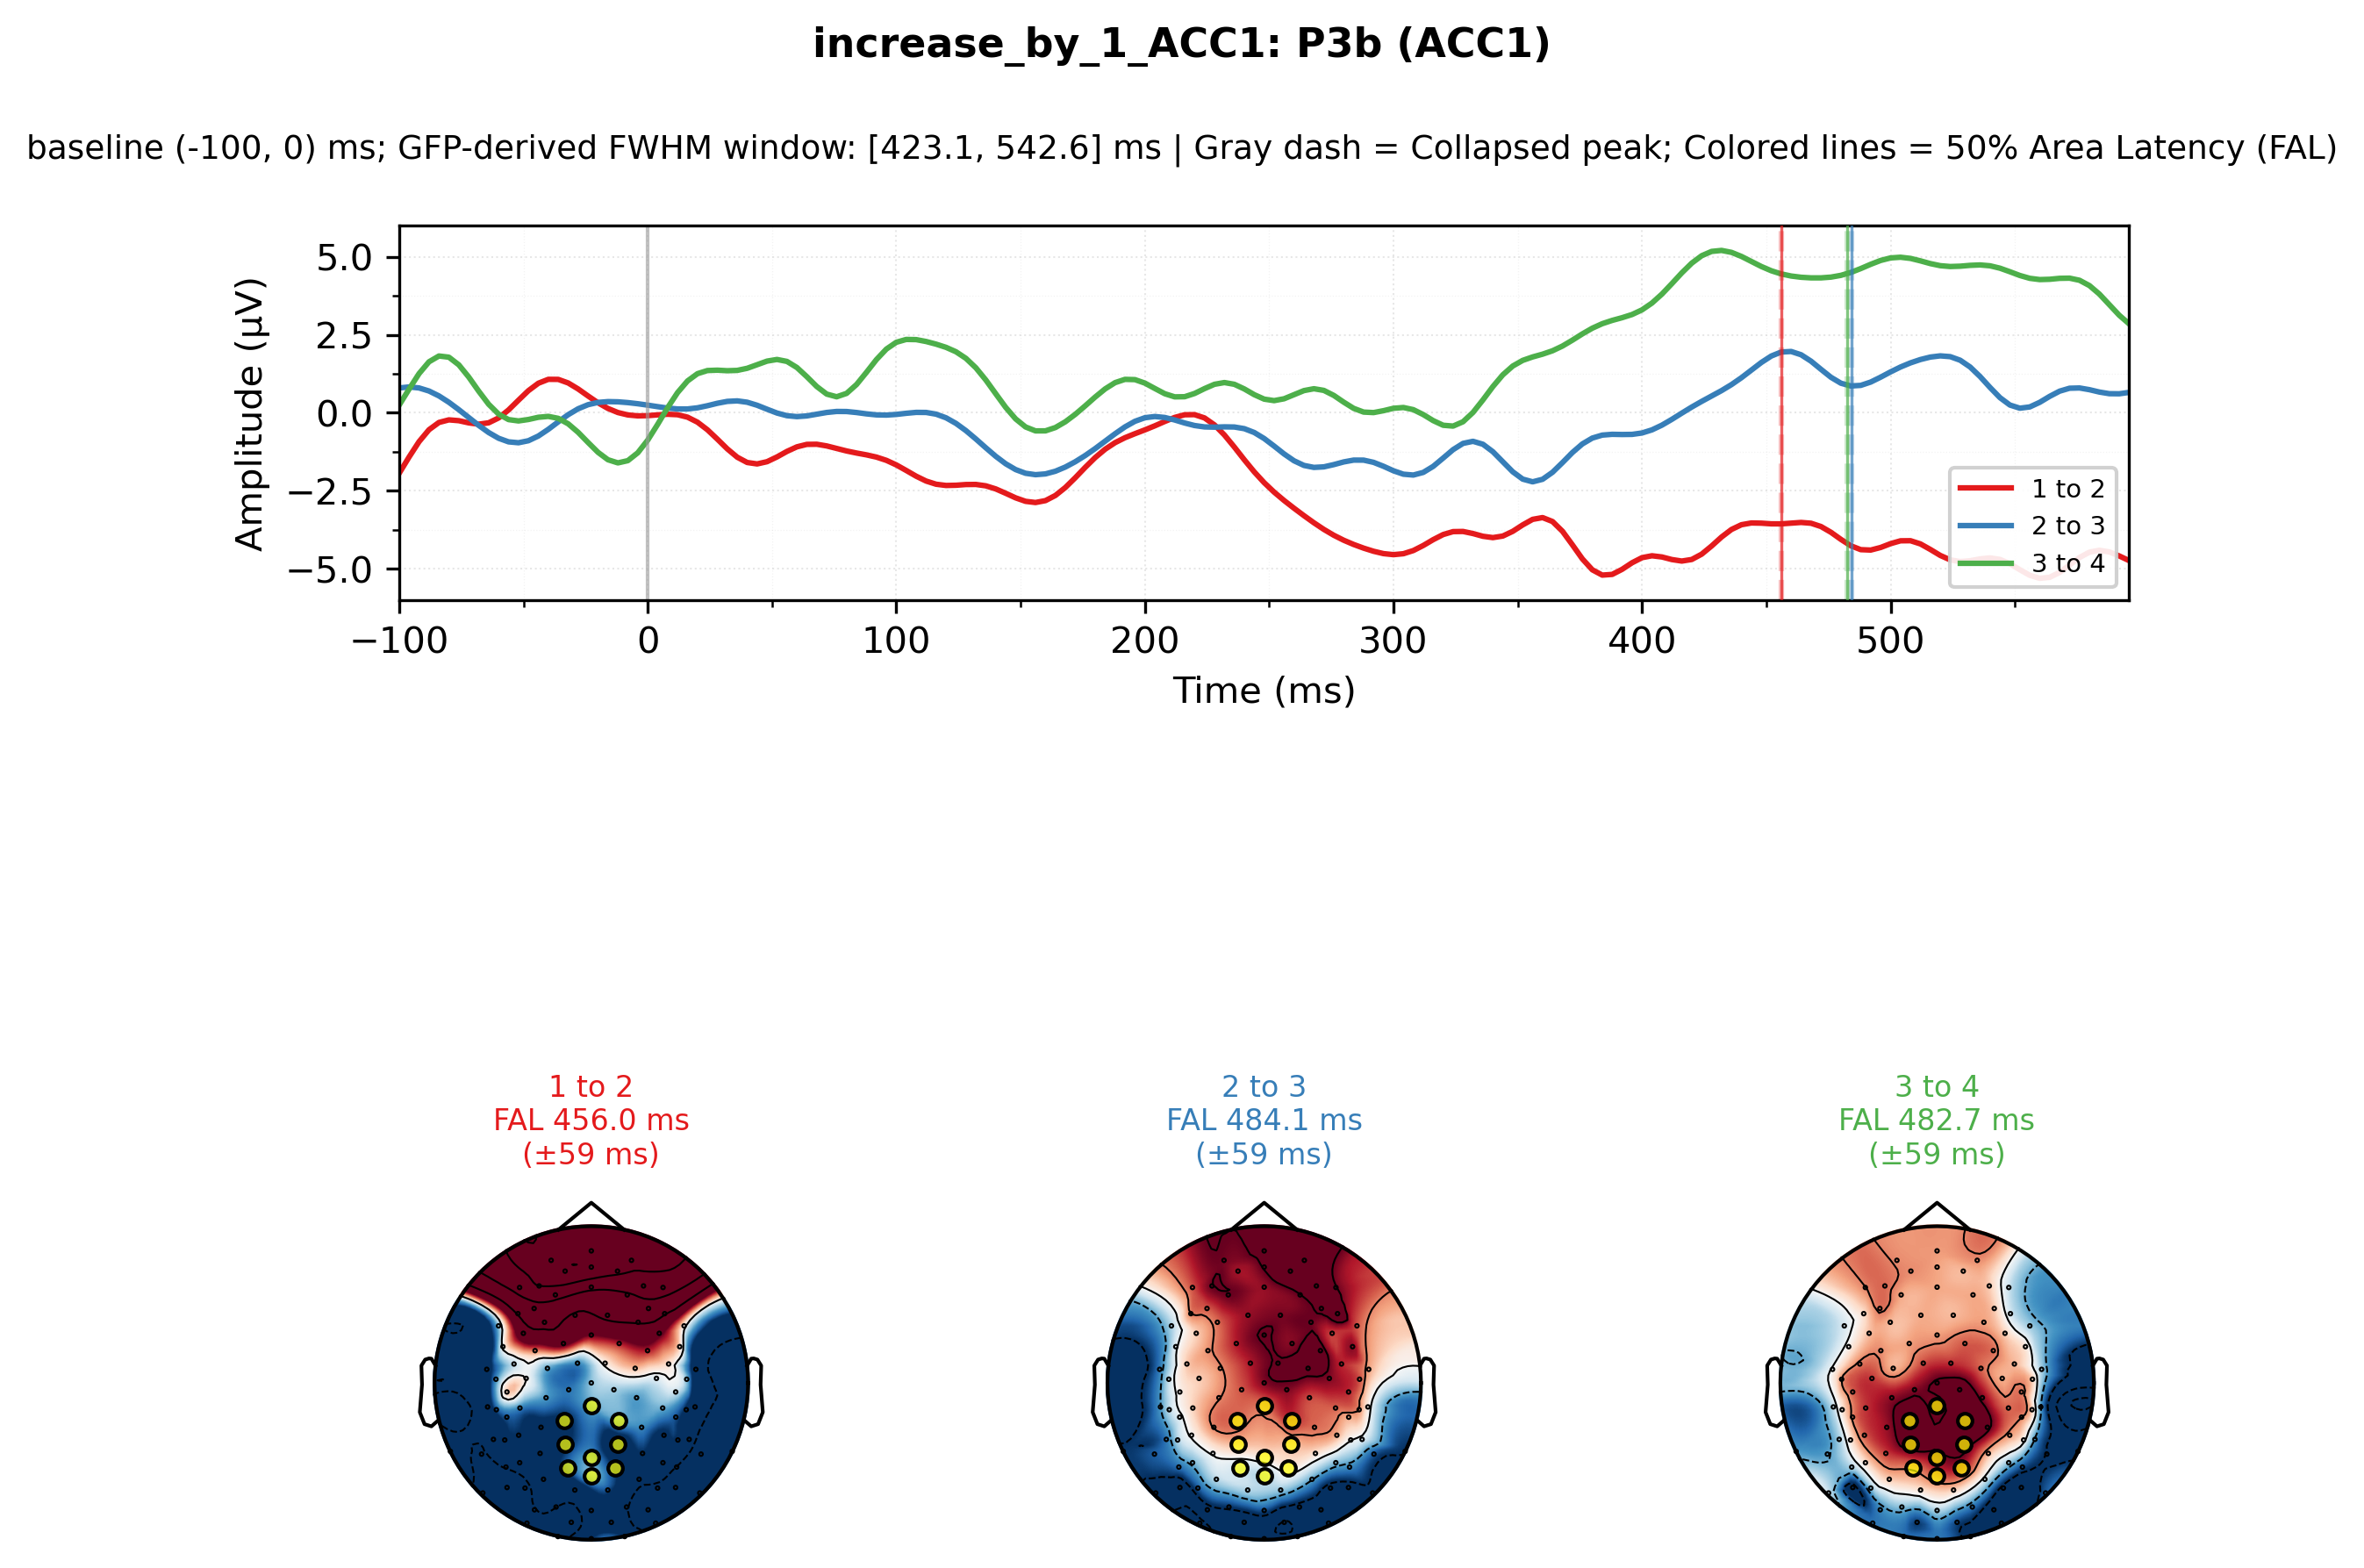 increase_by_1_ACC1: P3b (ACC1)
baseline (-100, 0) ms; GFP-derived FWHM window: [423.1, 542.6] ms | Gray dash = Collapsed peak; Colored lines = 50% Area Latency (FAL)
Amplitude (µV)
5.0
2.5
0.0
−2.5
−5.0
1 to 2
2 to 3
3 to 4
−100 0 100 200 300 400 500
Time (ms)
1 to 2
FAL 456.0 ms
(±59 ms)
2 to 3
FAL 484.1 ms
(±59 ms)
3 to 4
FAL 482.7 ms
(±59 ms)